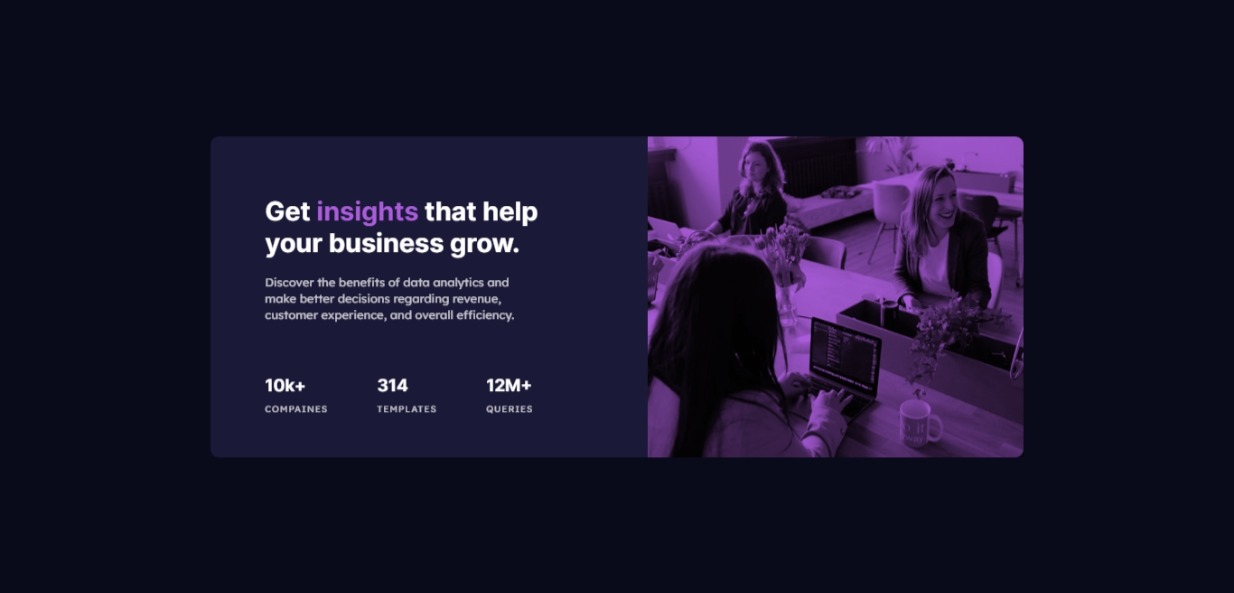 Get insights that help
your business grow.
Discover the benefits of data analytics and
make better decisions regarding revenue,
customer experience, and overall efficiency.
10k+ 314 12M+
COMPAINES TEMPLATES QUERIES